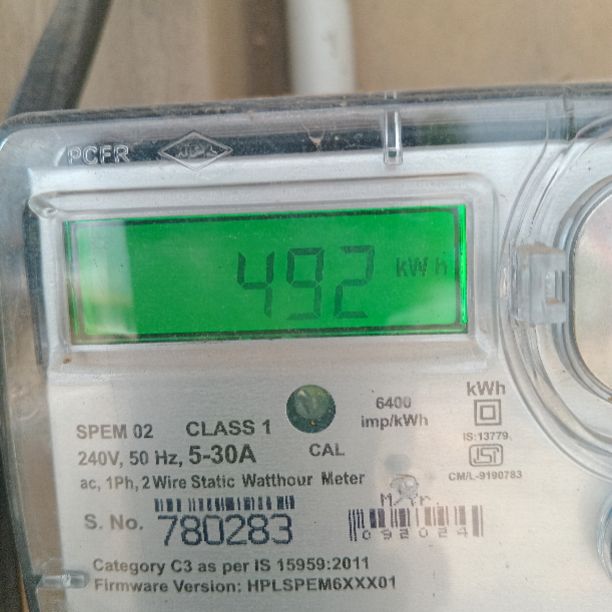 PCFR
492 kWh
kWh
6400
imp/kWh
IS:13779
CM/L-9190783
SPEM 02 CLASS 1
CAL
240V, 50 Hz, 5-30A
ac, 1Ph, 2 Wire Static Watthour Meter
S. No. 780283
092024
Category C3 as per IS 15959:2011
Firmware Version: HPLSPEM6XXX01